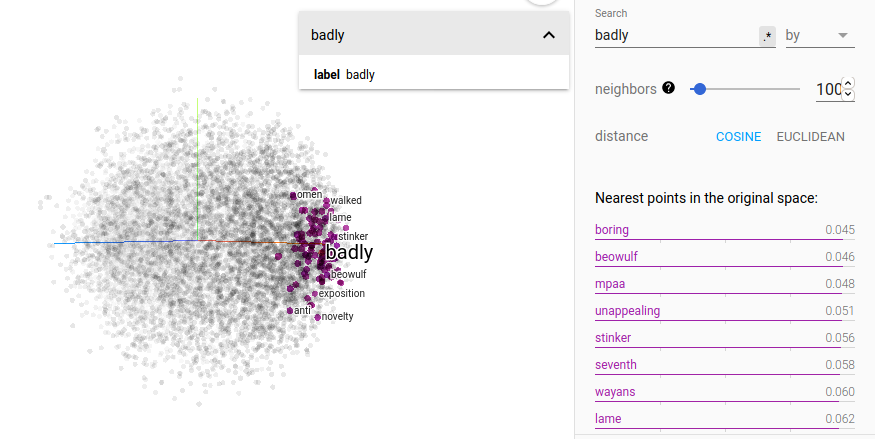 badly
label badly
omen
walked
lame
stinker
badly
beowulf
exposition
anti
novelty
Search
badly .* by
neighbors ? 100
distance COSINE EUCLIDEAN
Nearest points in the original space:
boring 0.045
beowulf 0.046
mpaa 0.048
unappealing 0.051
stinker 0.056
seventh 0.058
wayans 0.060
lame 0.062